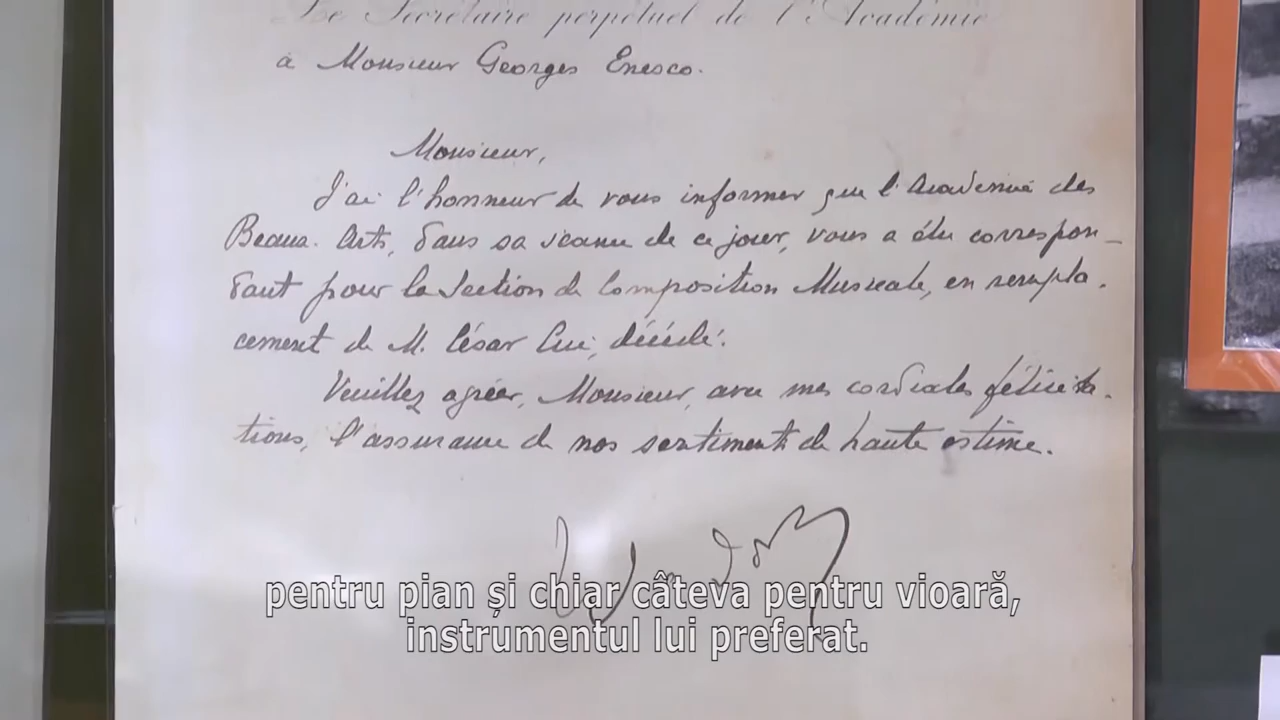 Le Secrétaire perpétuel de l'Académie
à Monsieur Georges Enesco.
Monsieur,
J'ai l'honneur de vous informer que l'Académie des
Beaux-Arts, dans sa séance de ce jour, vous a élu correspon-
dant pour la Section de Composition Musicale, en rempla-
cement de M. César Cui, décédé.
Veuillez agréer, Monsieur, avec mes cordiales félicita-
tions, l'assurance de nos sentiments de haute estime.
pentru pian și chiar câteva pentru vioară,
instrumentul lui preferat.